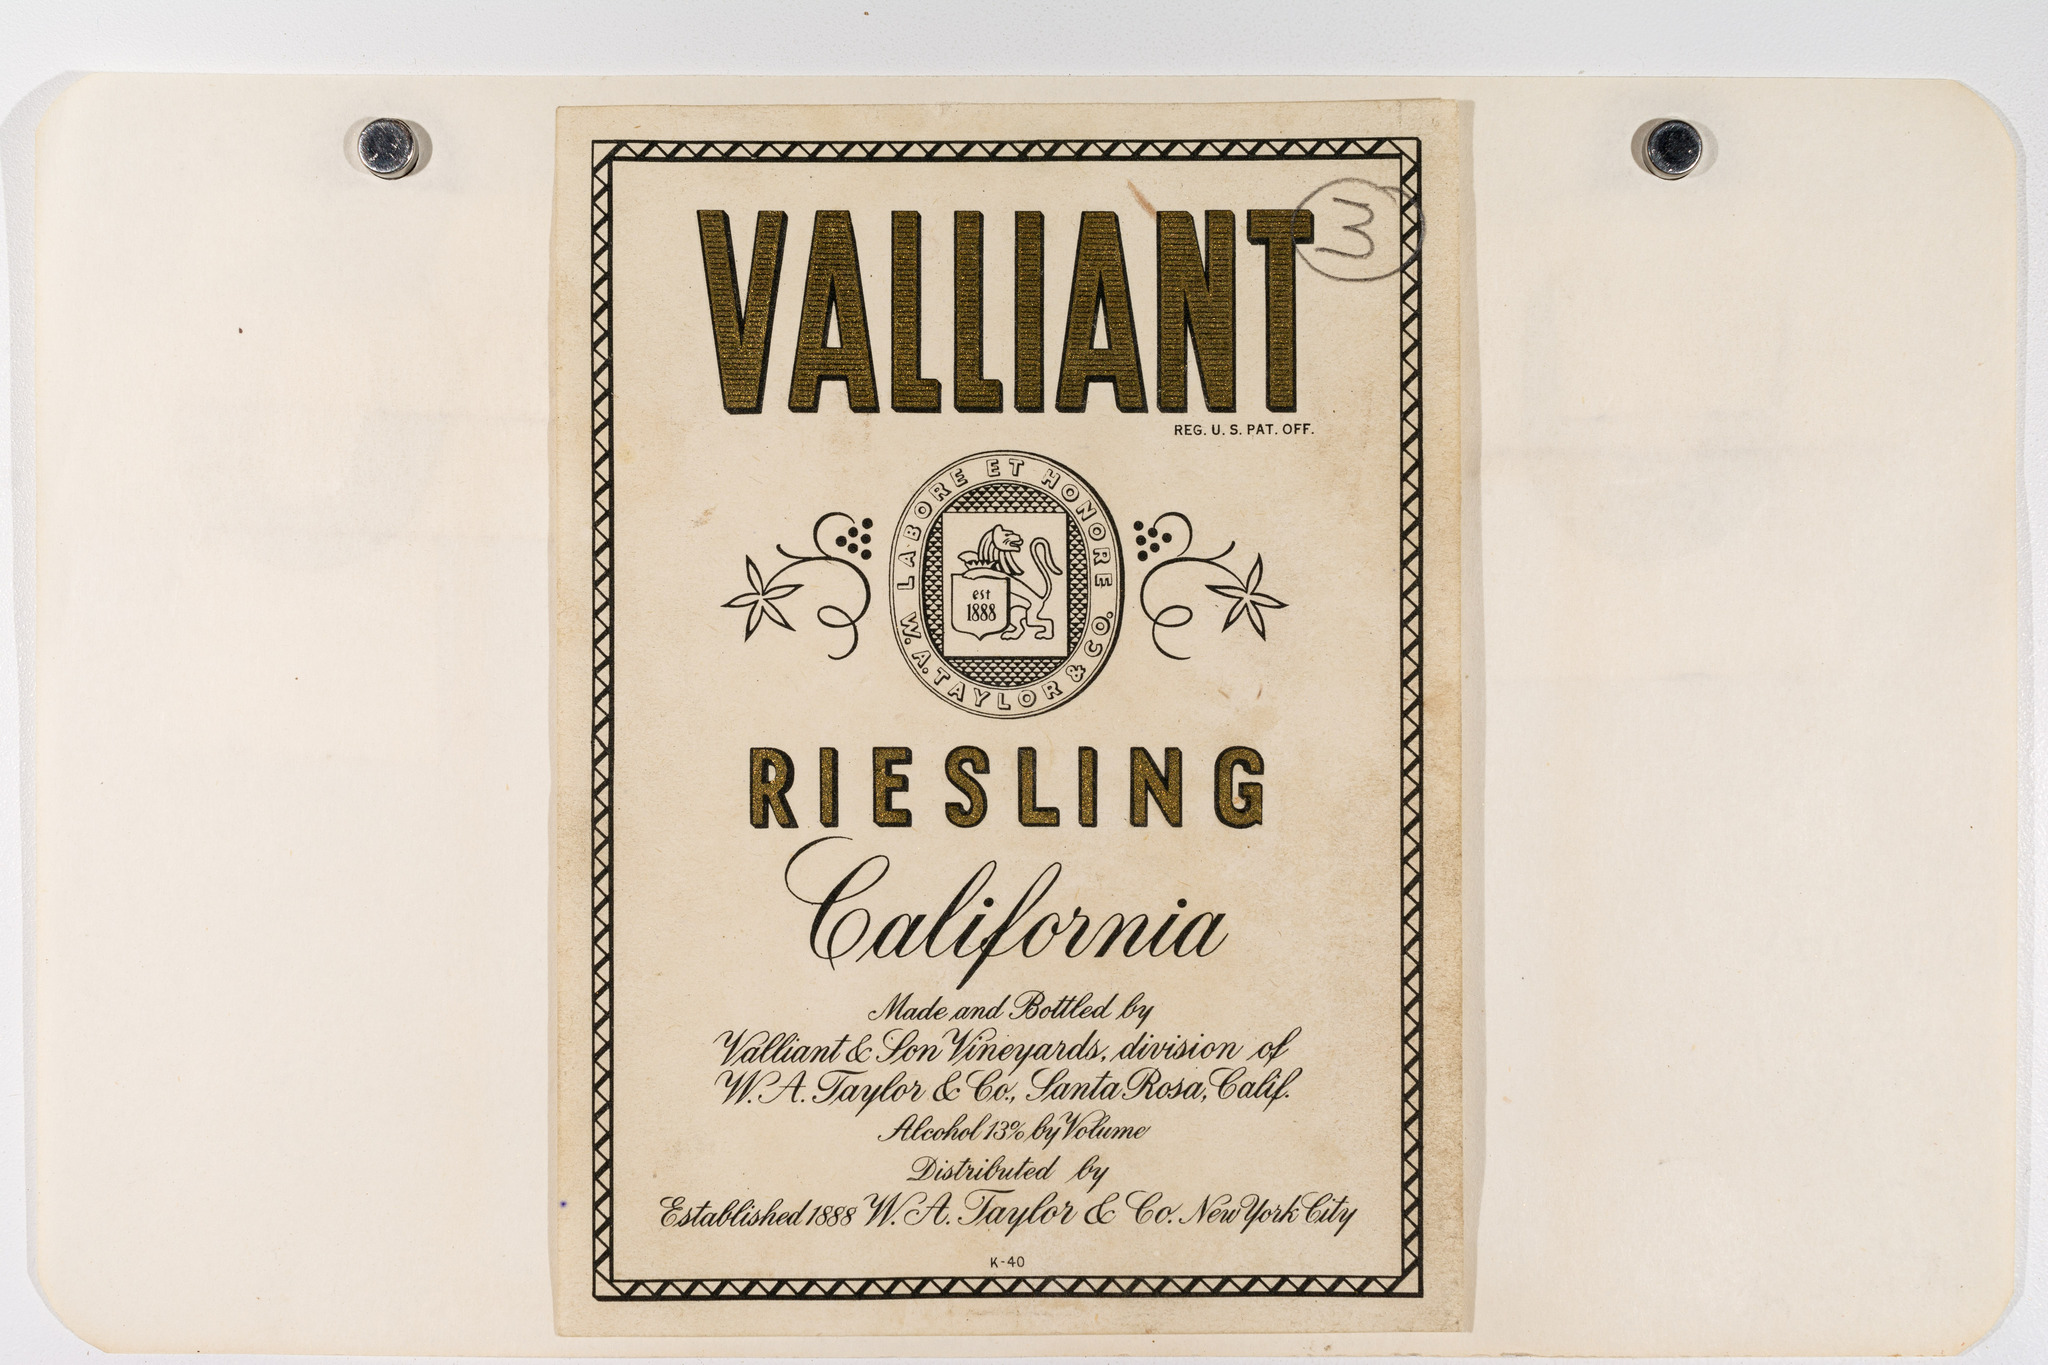 VALLIANT
3
REG. U. S. PAT. OFF.
LABORE ET HONORE
W. A. TAYLOR & CO.
est
1888
RIESLING
California
Made and Bottled by
Valliant & Son Vineyards, division of
W. A. Taylor & Co., Santa Rosa, Calif.
Alcohol 13% by Volume
Distributed by
Established 1888 W. A. Taylor & Co. New York City
K-40